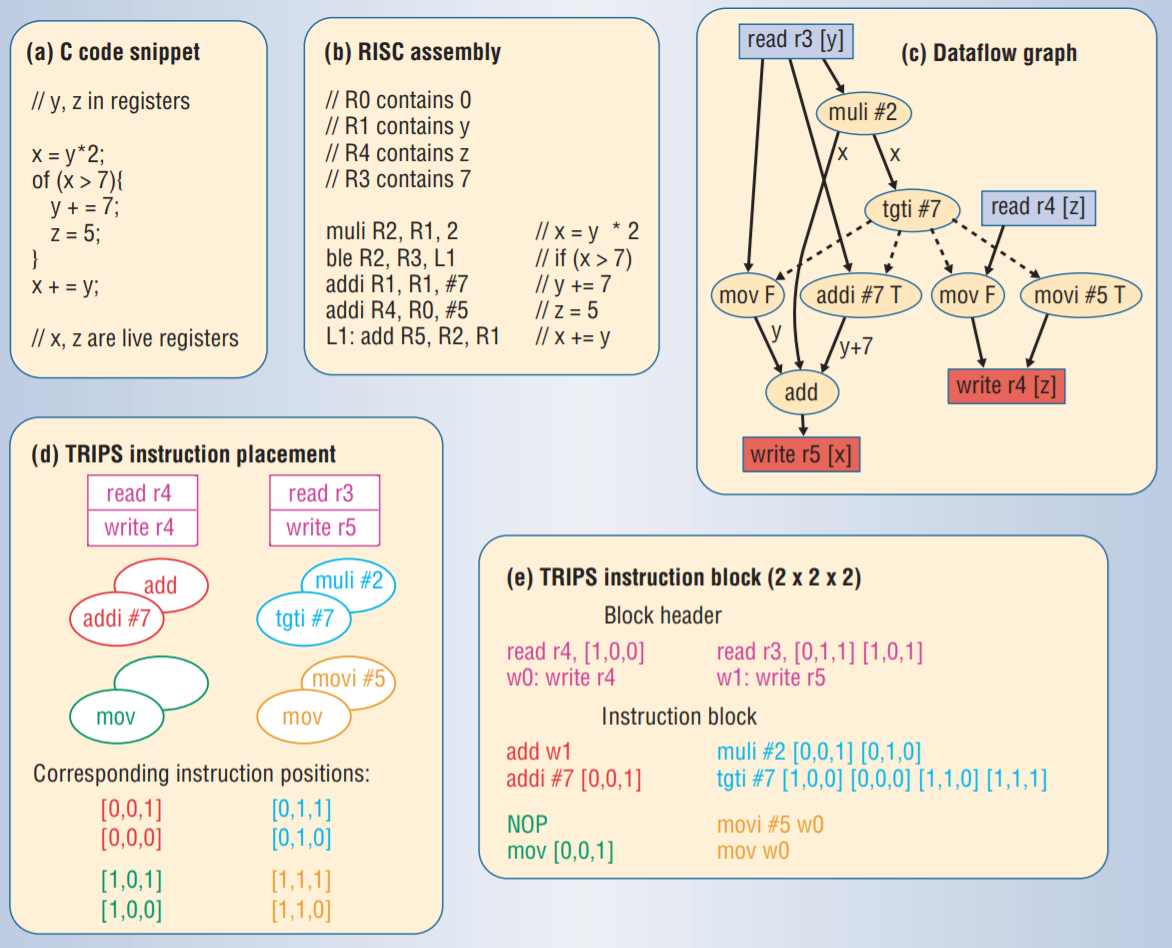 (a) C code snippet
// y, z in registers
x = y*2;
of (x > 7){
y + = 7;
z = 5;
}
x + = y;
// x, z are live registers
(b) RISC assembly
// R0 contains 0
// R1 contains y
// R4 contains z
// R3 contains 7
muli R2, R1, 2 // x = y * 2
ble R2, R3, L1 // if (x > 7)
addi R1, R1, #7 // y += 7
addi R4, R0, #5 // z = 5
L1: add R5, R2, R1 // x += y
(c) Dataflow graph
read r3 [y]
muli #2
x x
tgti #7
read r4 [z]
mov F
addi #7 T
mov F
movi #5 T
y
y+7
add
write r4 [z]
write r5 [x]
(d) TRIPS instruction placement
read r4 read r3
write r4 write r5
add muli #2
addi #7 tgti #7
movi #5
mov mov
Corresponding instruction positions:
[0,0,1] [0,1,1]
[0,0,0] [0,1,0]
[1,0,1] [1,1,1]
[1,0,0] [1,1,0]
(e) TRIPS instruction block (2 x 2 x 2)
Block header
read r4, [1,0,0] read r3, [0,1,1] [1,0,1]
w0: write r4 w1: write r5
Instruction block
add w1 muli #2 [0,0,1] [0,1,0]
addi #7 [0,0,1] tgti #7 [1,0,0] [0,0,0] [1,1,0] [1,1,1]
NOP movi #5 w0
mov [0,0,1] mov w0